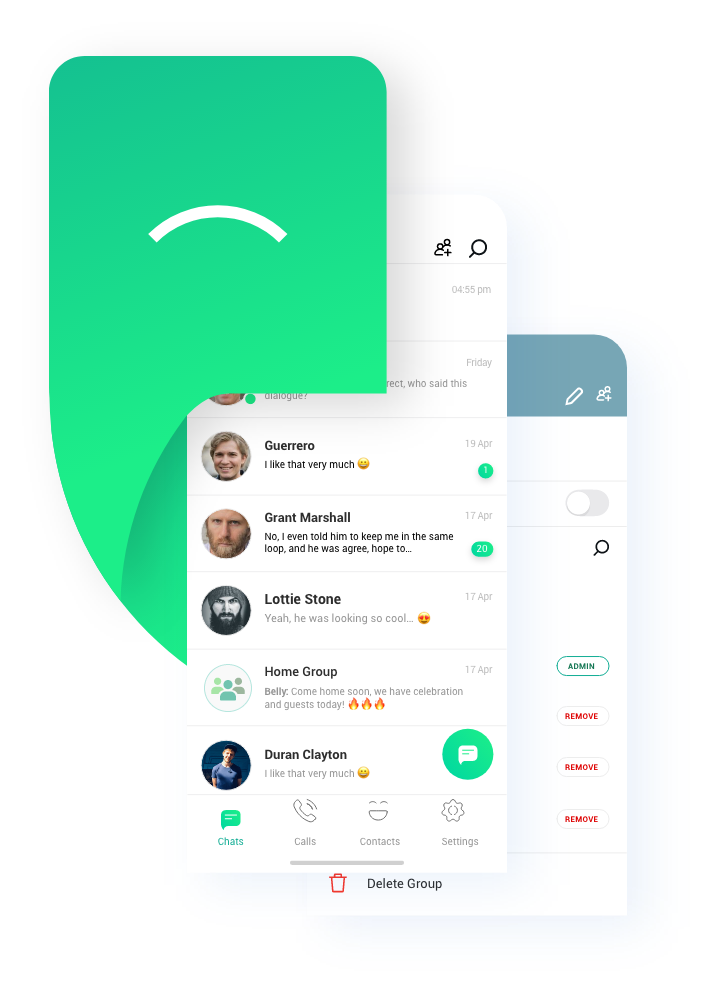 04:55 pm
Friday
rect, who said this
dialogue?
Guerrero
19 Apr
I like that very much 😄
1
Grant Marshall
17 Apr
No, I even told him to keep me in the same
loop, and he was agree, hope to...
20
Lottie Stone
17 Apr
Yeah, he was looking so cool... 😍
Home Group
17 Apr
Belly: Come home soon, we have celebration
and guests today! 🔥🔥🔥
Duran Clayton
I like that very much 😄
Chats
Calls
Contacts
Settings
ADMIN
REMOVE
REMOVE
REMOVE
Delete Group